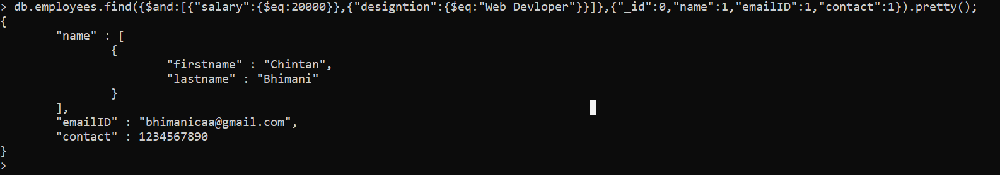 > db.employees.find({$and:[{"salary":{$eq:20000}},{"designtion":{$eq:"Web Devloper"}}]},{"_id":0,"name":1,"emailID":1,"contact":1}).pretty();
{
        "name" : [
                {
                        "firstname" : "Chintan",
                        "lastname" : "Bhimani"
                }
        ],
        "emailID" : "bhimanicaa@gmail.com",
        "contact" : 1234567890
}
>